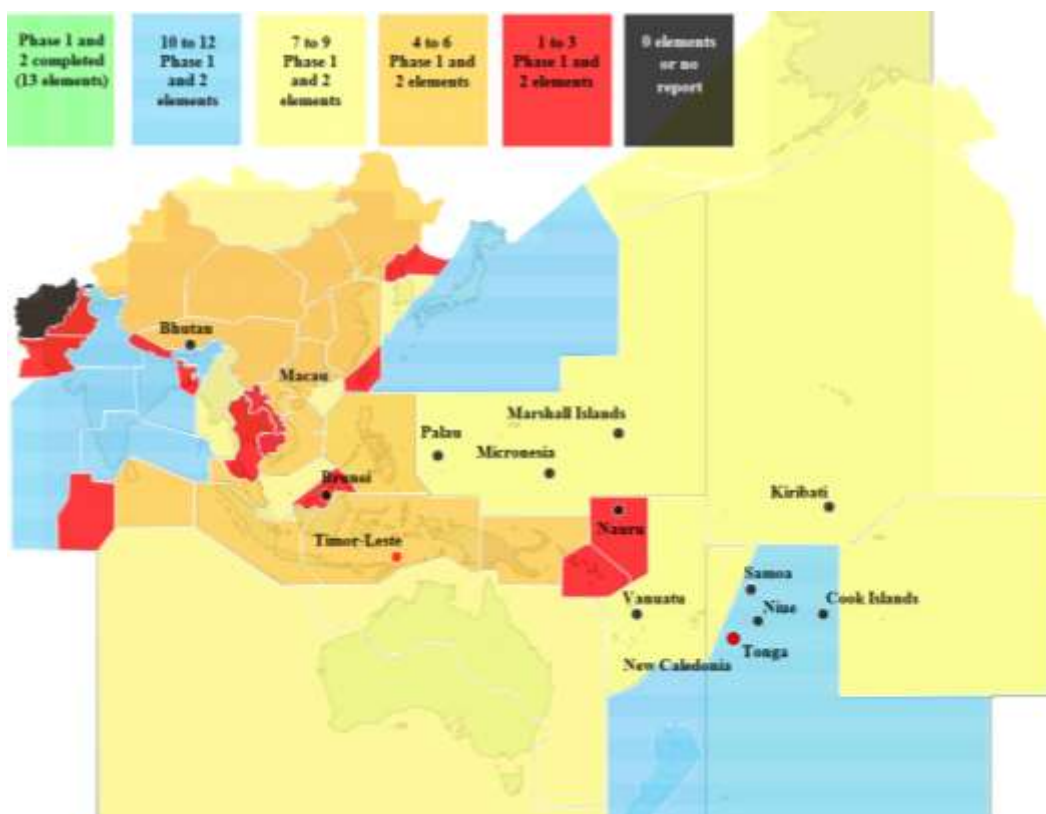 Phase 1 and
2 completed
(13 elements)
10 to 12
Phase 1
and 2
elements
7 to 9
Phase 1
and 2
elements
4 to 6
Phase 1 and
2 elements
1 to 3
Phase 1 and
2 elements
0 elements
or no
report
Bhutan
Macau
Marshall Islands
Palau
Micronesia
Brunei
Kiribati
Nauru
Timor-Leste
Samoa
Vanuatu
Niue
Cook Islands
Tonga
New Caledonia